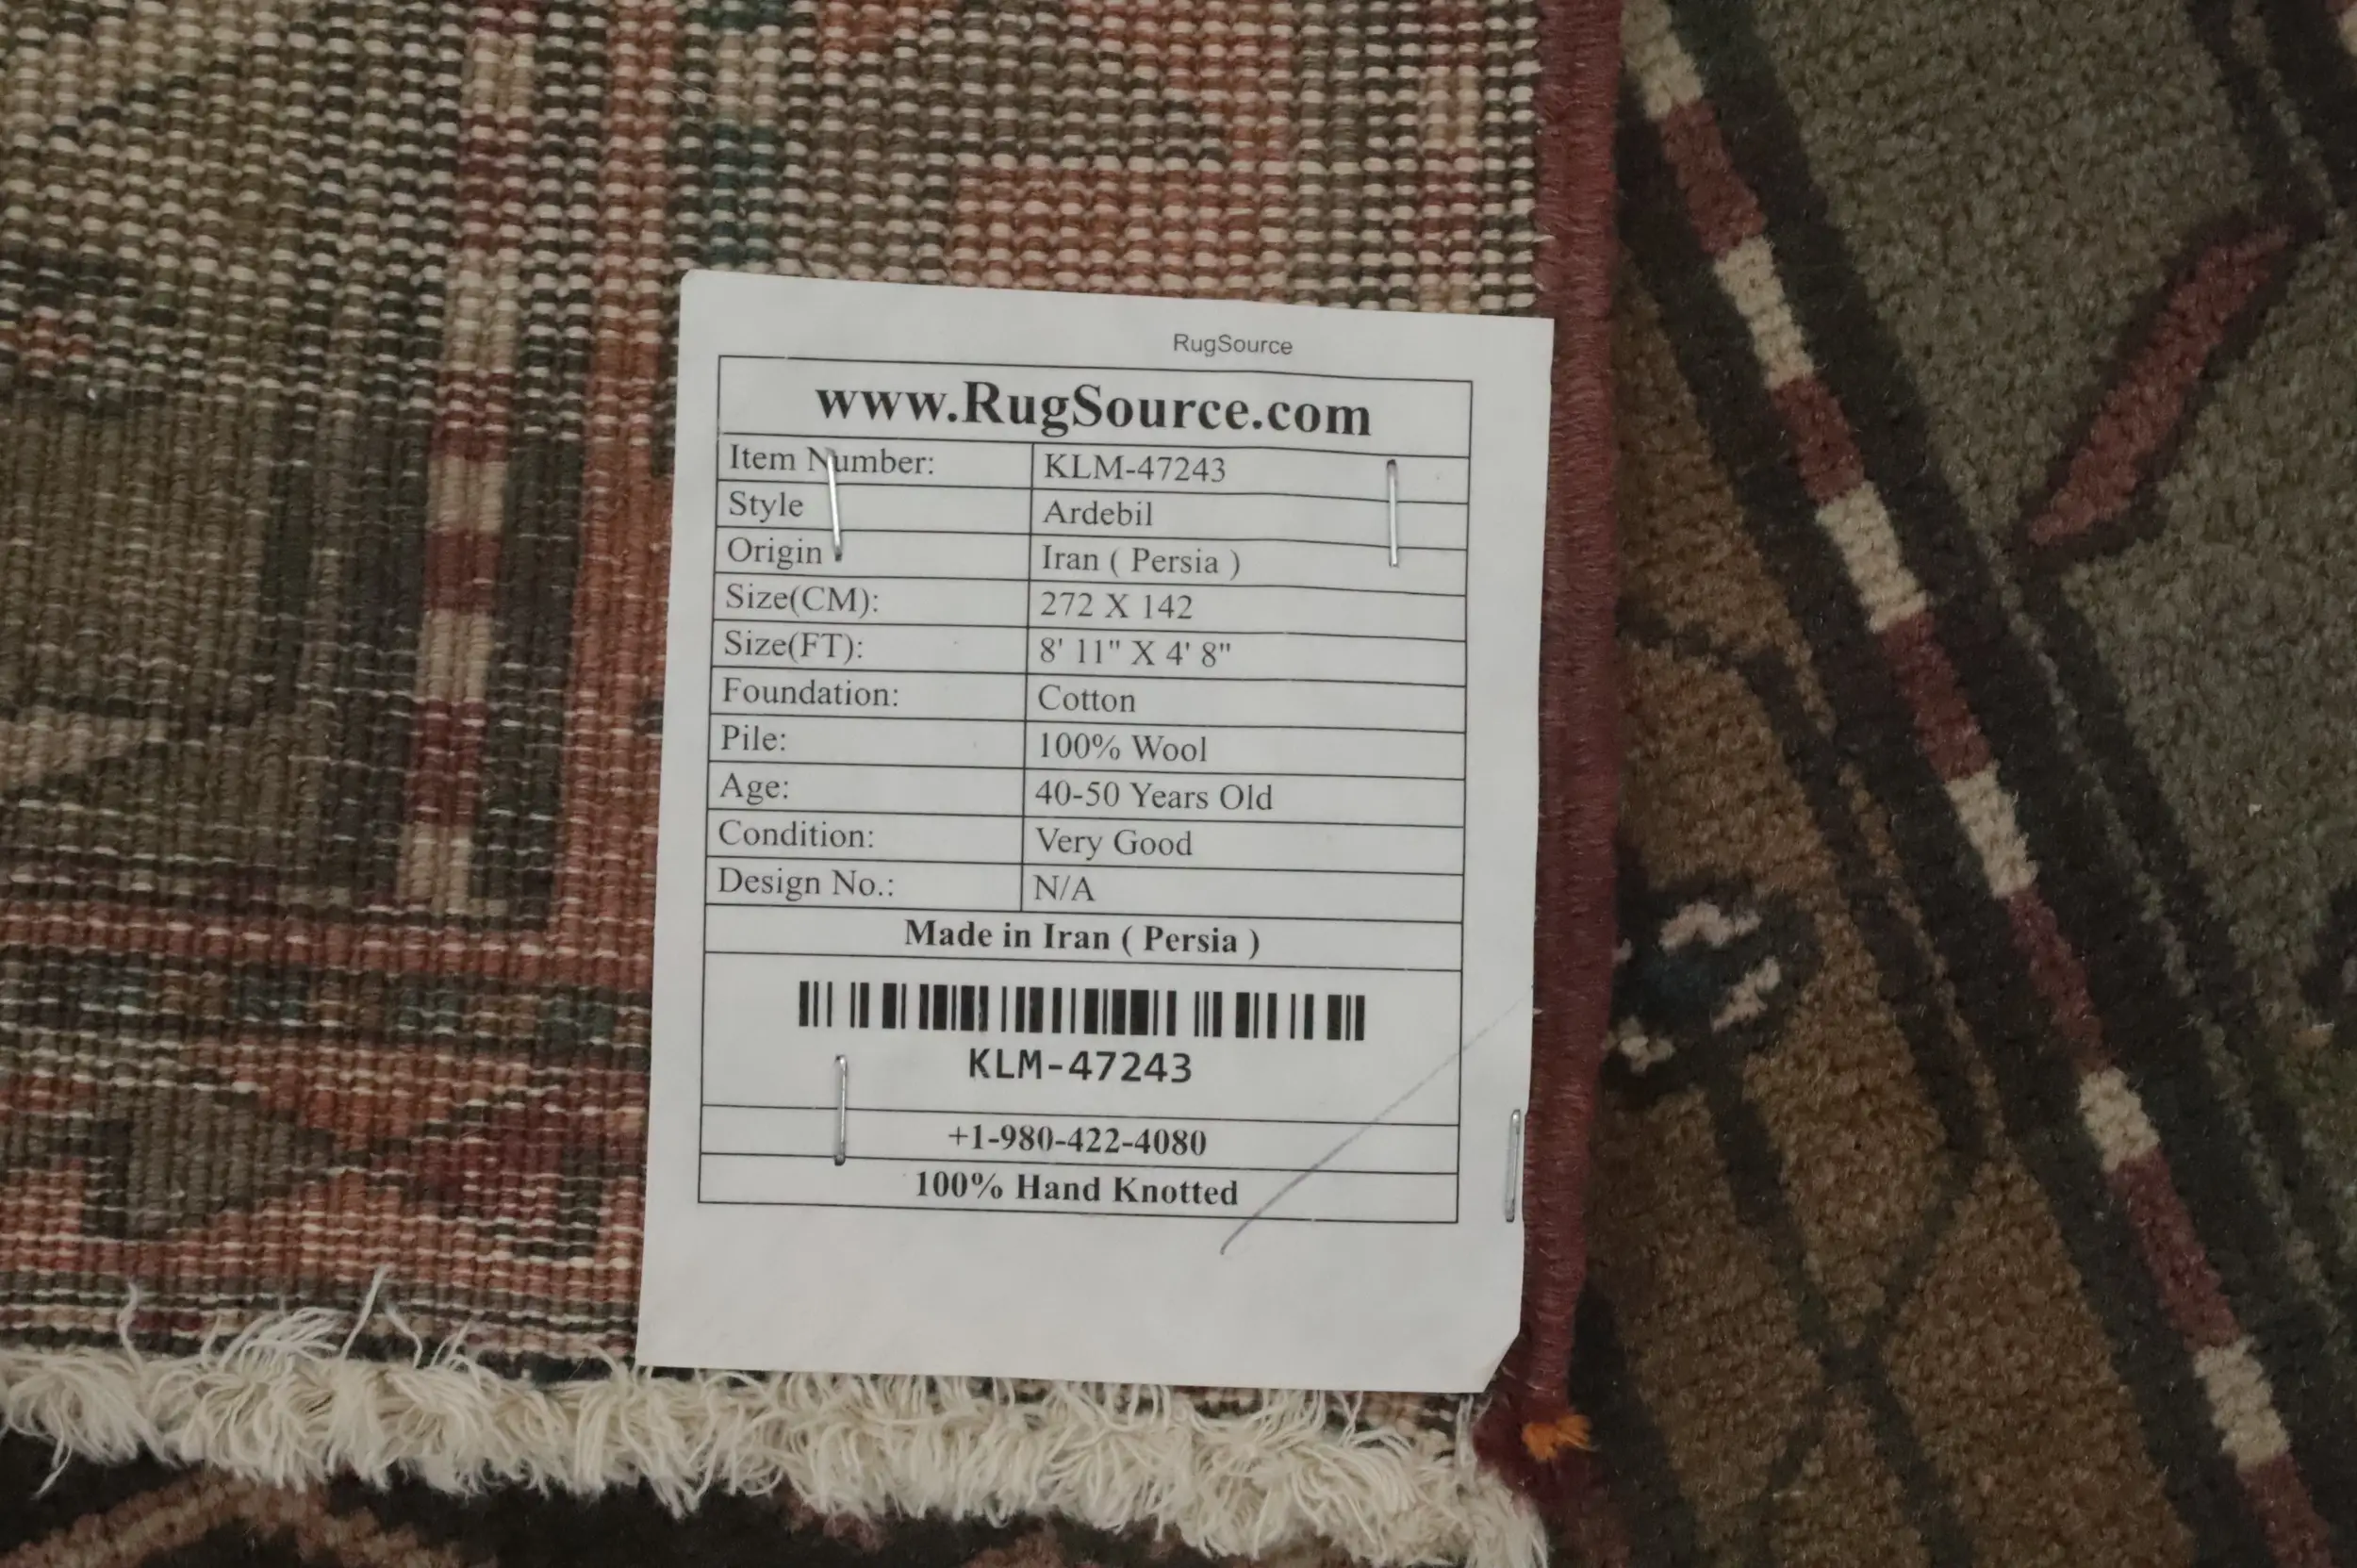 RugSource
www.RugSource.com
Item Number: KLM-47243
Style Ardebil
Origin Iran ( Persia )
Size(CM): 272 X 142
Size(FT): 8' 11" X 4' 8"
Foundation: Cotton
Pile: 100% Wool
Age: 40-50 Years Old
Condition: Very Good
Design No.: N/A
Made in Iran ( Persia )
KLM-47243
+1-980-422-4080
100% Hand Knotted